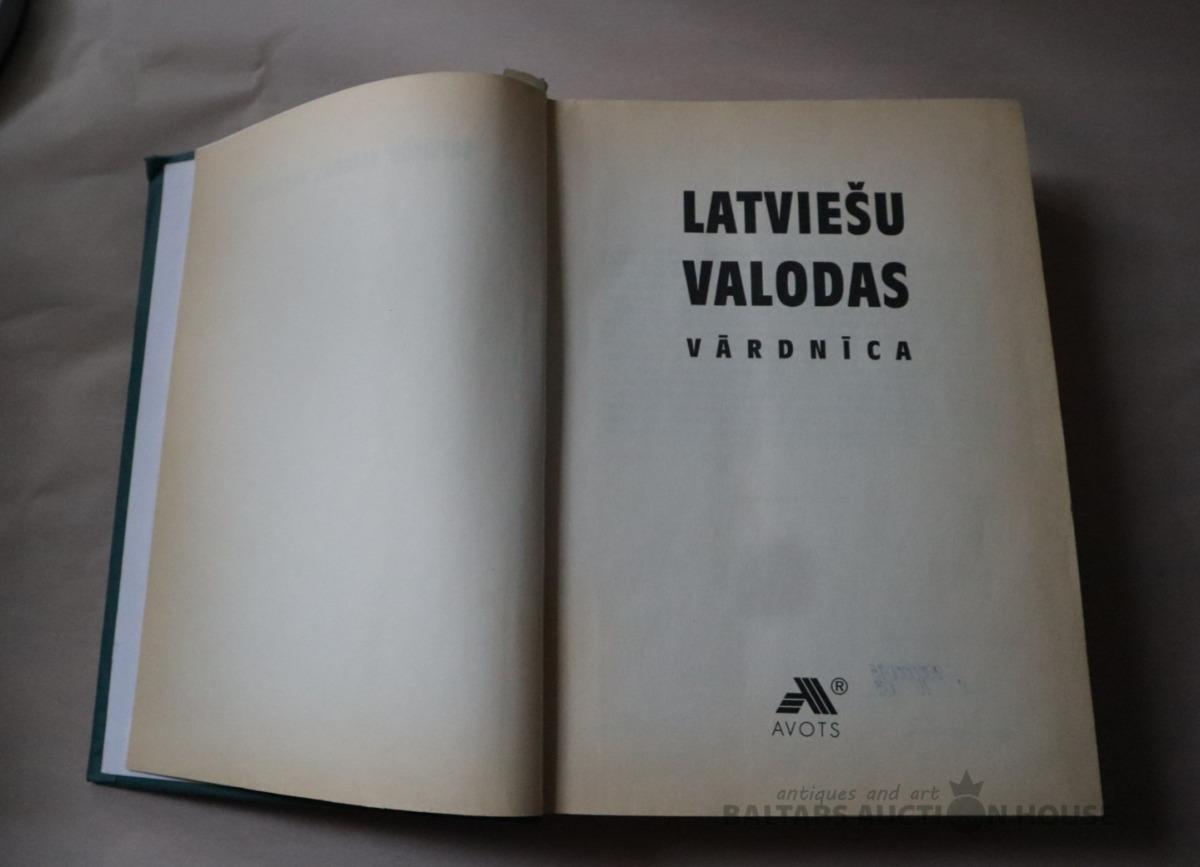 LATVIEŠU
VALODAS
VĀRDNĪCA
®
AVOTS
antiques and art
BALTARS AUCTION HOUSE